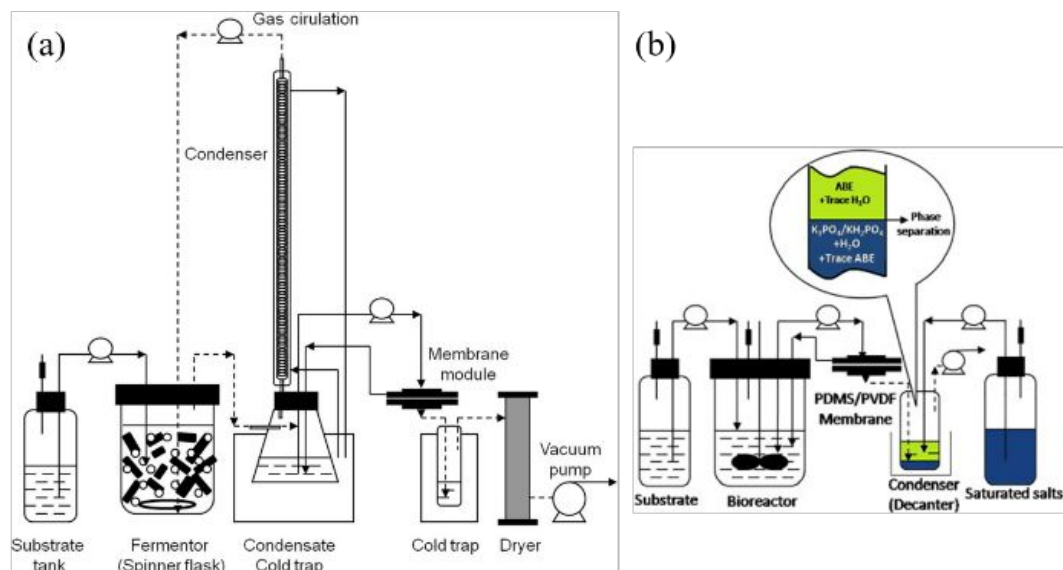 (a)
Gas cirulation
Condenser
Membrane
module
Vacuum
pump
Substrate
tank
Fermentor
(Spinner flask)
Condensate
Cold trap
Cold trap
Dryer
(b)
ABE
+Trace H₂O
K₂PO₄/KH₂PO₄
+H₂O
+Trace ABE
Phase
separation
PDMS/PVDF
Membrane
Substrate
Bioreactor
Condenser
(Decanter)
Saturated salts